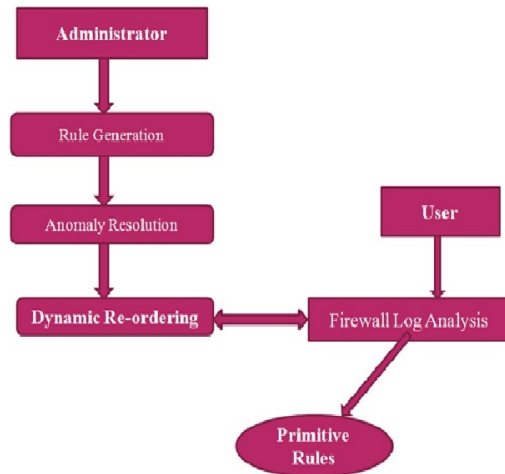 Administrator
Rule Generation
Anomaly Resolution
User
Dynamic Re-ordering
Firewall Log Analysis
Primitive
Rules